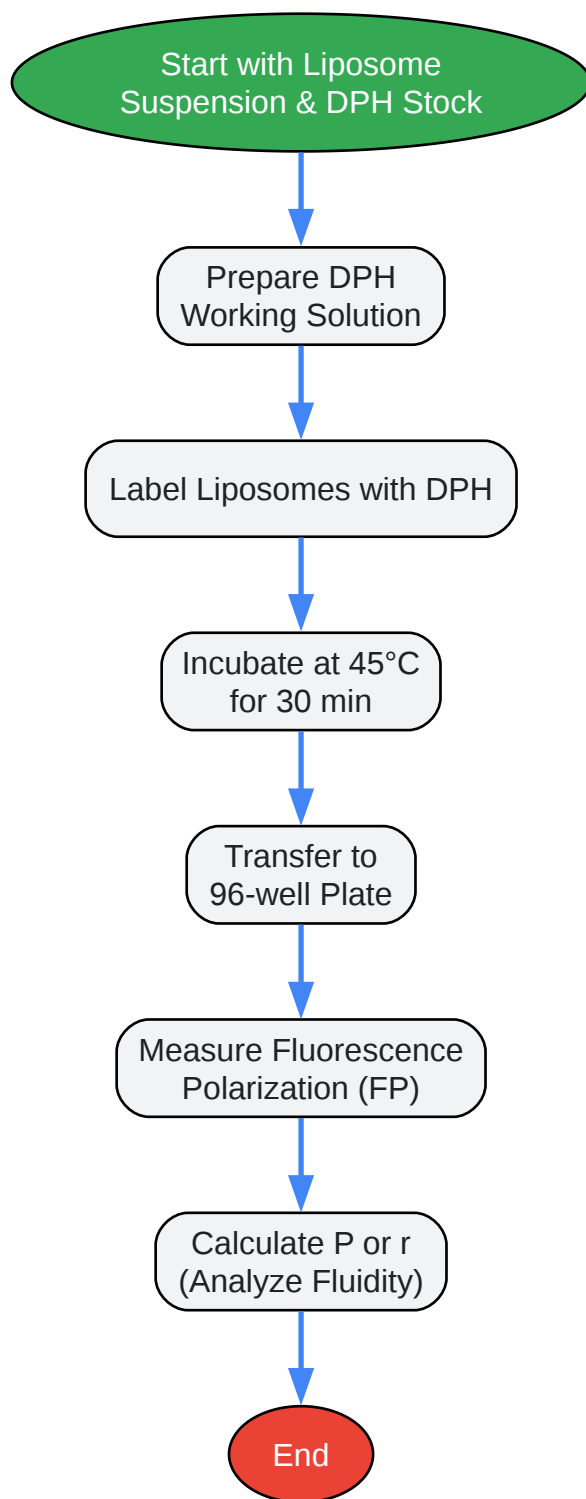 Start with Liposome
Suspension & DPH Stock
Prepare DPH
Working Solution
Label Liposomes with DPH
Incubate at 45°C
for 30 min
Transfer to
96-well Plate
Measure Fluorescence
Polarization (FP)
Calculate P or r
(Analyze Fluidity)
End